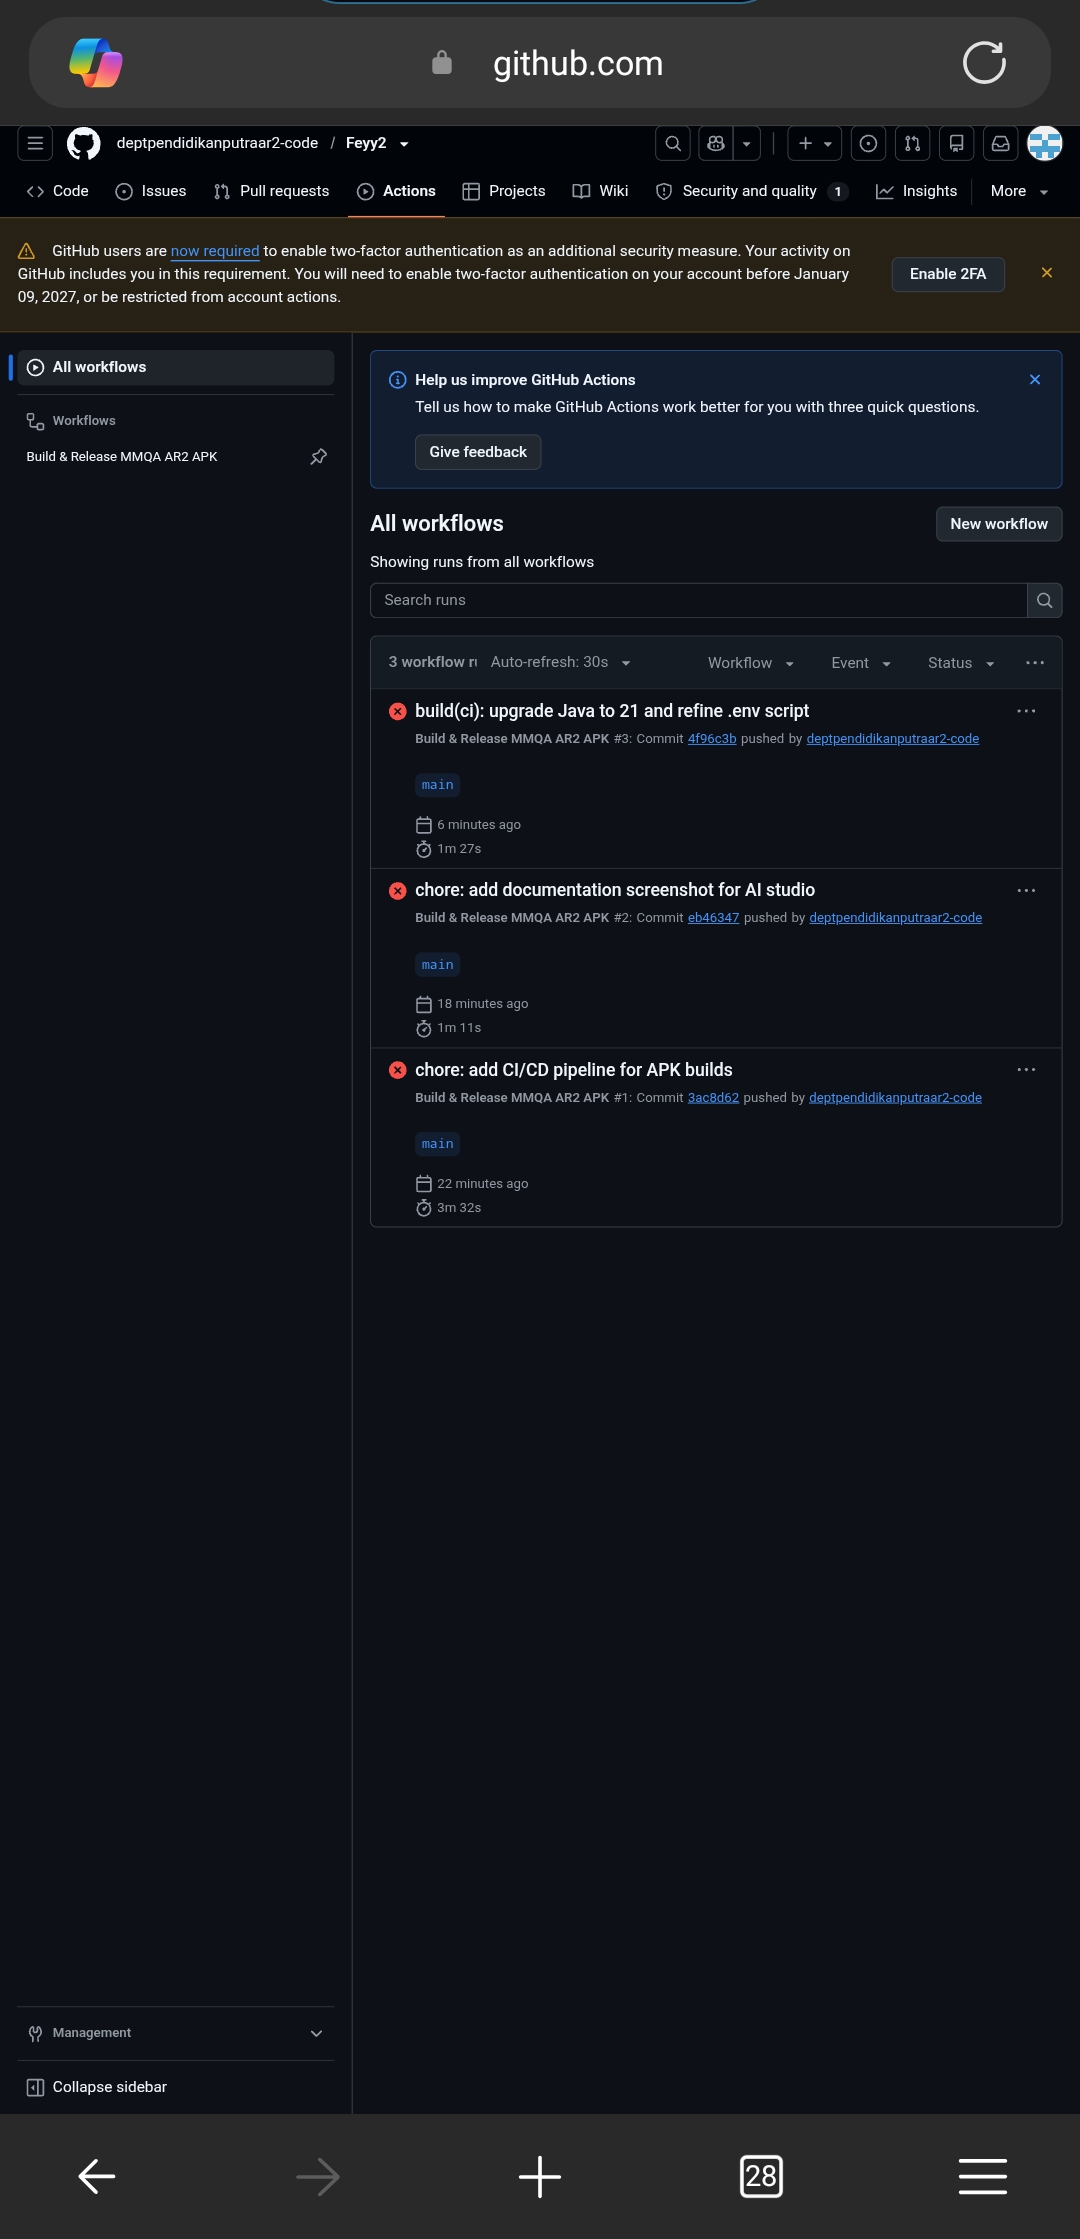 github.com
deptpendidikanputraar2-code / Feyy2
Code Issues Pull requests Actions Projects Wiki Security and quality 1 Insights More
GitHub users are now required to enable two-factor authentication as an additional security measure. Your activity on
GitHub includes you in this requirement. You will need to enable two-factor authentication on your account before January
09, 2027, or be restricted from account actions.
Enable 2FA
All workflows
Workflows
Build & Release MMQA AR2 APK
Help us improve GitHub Actions
Tell us how to make GitHub Actions work better for you with three quick questions.
Give feedback
All workflows
New workflow
Showing runs from all workflows
Search runs
3 workflow Auto-refresh: 30s Workflow Event Status
build(ci): upgrade Java to 21 and refine .env script
Build & Release MMQA AR2 APK #3: Commit 4f96c3b pushed by deptpendidikanputraar2-code
main
6 minutes ago
1m 27s
chore: add documentation screenshot for AI studio
Build & Release MMQA AR2 APK #2: Commit eb46347 pushed by deptpendidikanputraar2-code
main
18 minutes ago
1m 11s
chore: add CI/CD pipeline for APK builds
Build & Release MMQA AR2 APK #1: Commit 3ac8d62 pushed by deptpendidikanputraar2-code
main
22 minutes ago
3m 32s
Management
Collapse sidebar
28